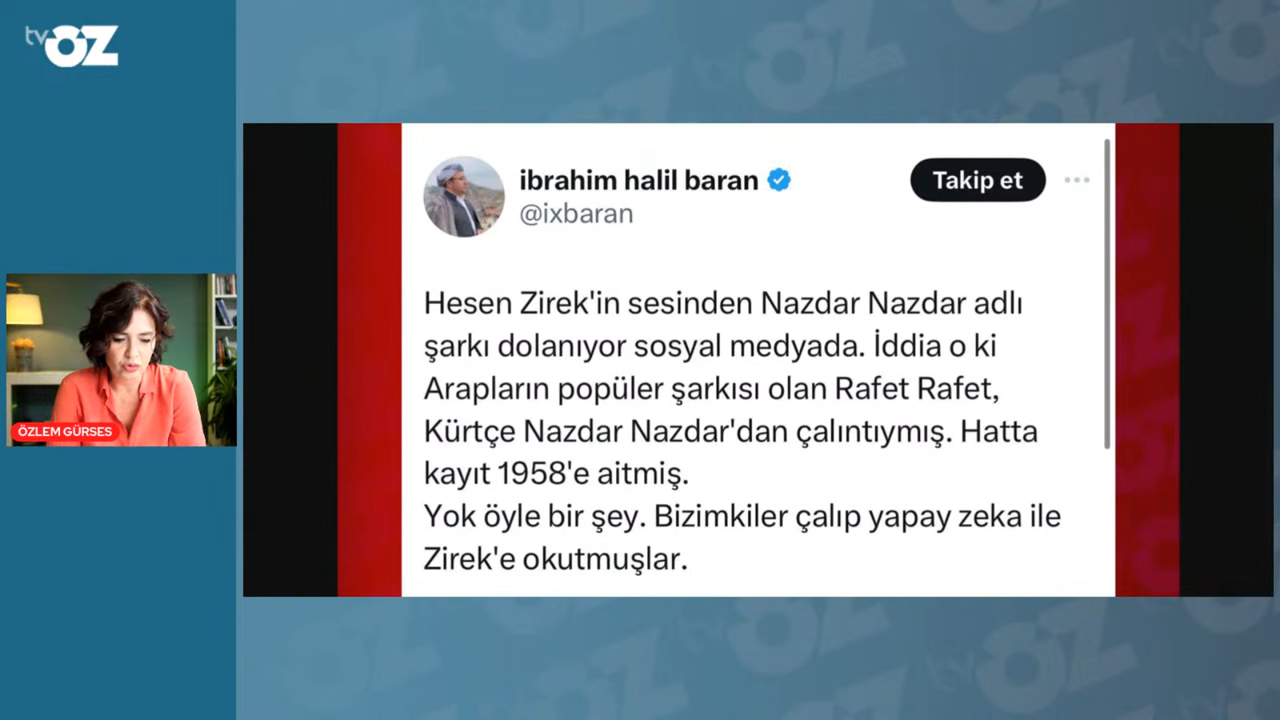 tv ÖZ
ibrahim halil baran
@ixbaran
Takip et
Hesen Zirek'in sesinden Nazdar Nazdar adlı
şarkı dolanıyor sosyal medyada. İddia o ki
Arapların popüler şarkısı olan Rafet Rafet,
Kürtçe Nazdar Nazdar'dan çalıntıymış. Hatta
kayıt 1958'e aitmiş.
Yok öyle bir şey. Bizimkiler çalıp yapay zeka ile
Zirek'e okutmuşlar.
ÖZLEM GÜRSES